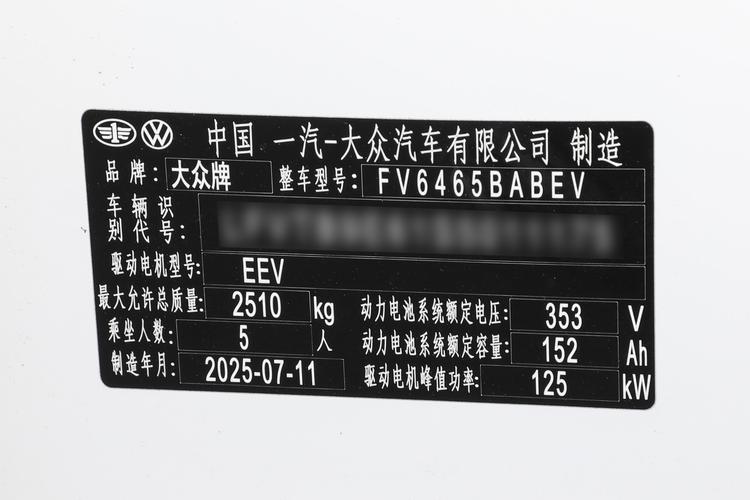 中国 一汽-大众汽车有限公司 制造
品牌: 大众牌 整车型号: FV6465BABEV
车辆识
别代号:
驱动电机型号: EEV
最大允许总质量: 2510 kg 动力电池系统额定电压: 353 V
乘坐人数: 5 人 动力电池系统额定容量: 152 Ah
制造年月: 2025-07-11 驱动电机峰值功率: 125 kW